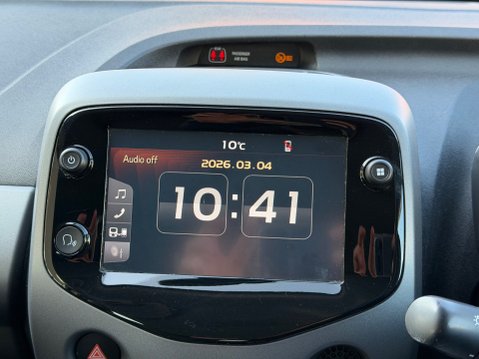 PASSENGER
AIR BAG
10°C
Audio off
2026.03.04
10:41